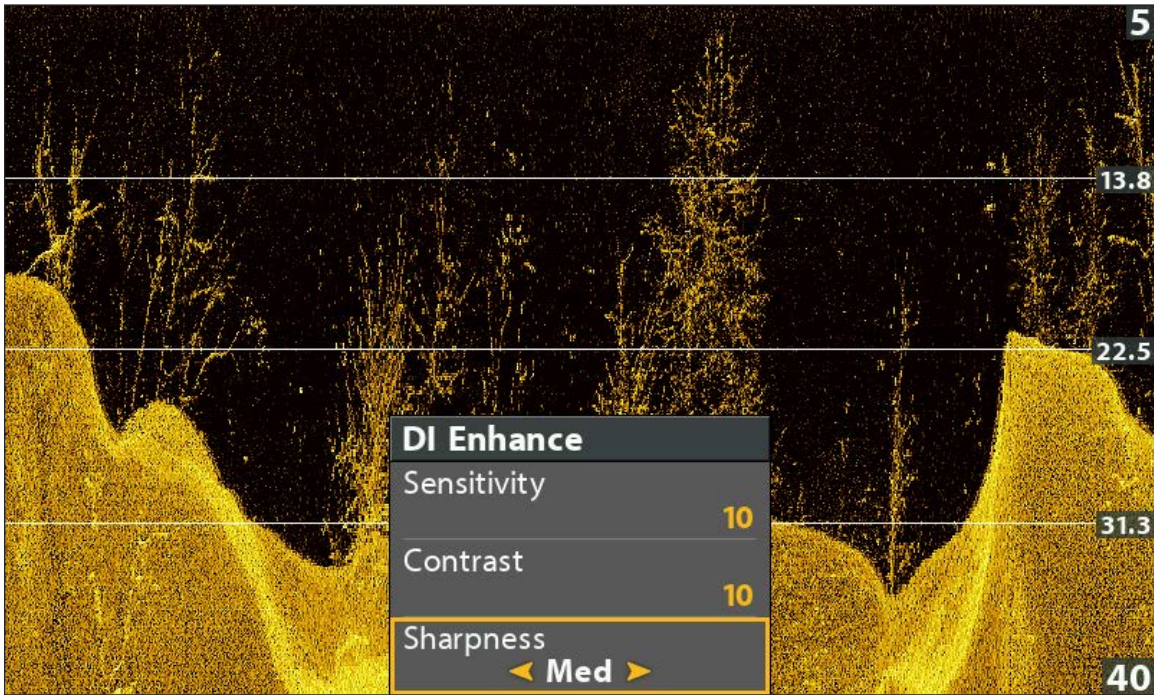 5
13.8
22.5
DI Enhance
Sensitivity
10
31.3
Contrast
10
Sharpness
Med
40